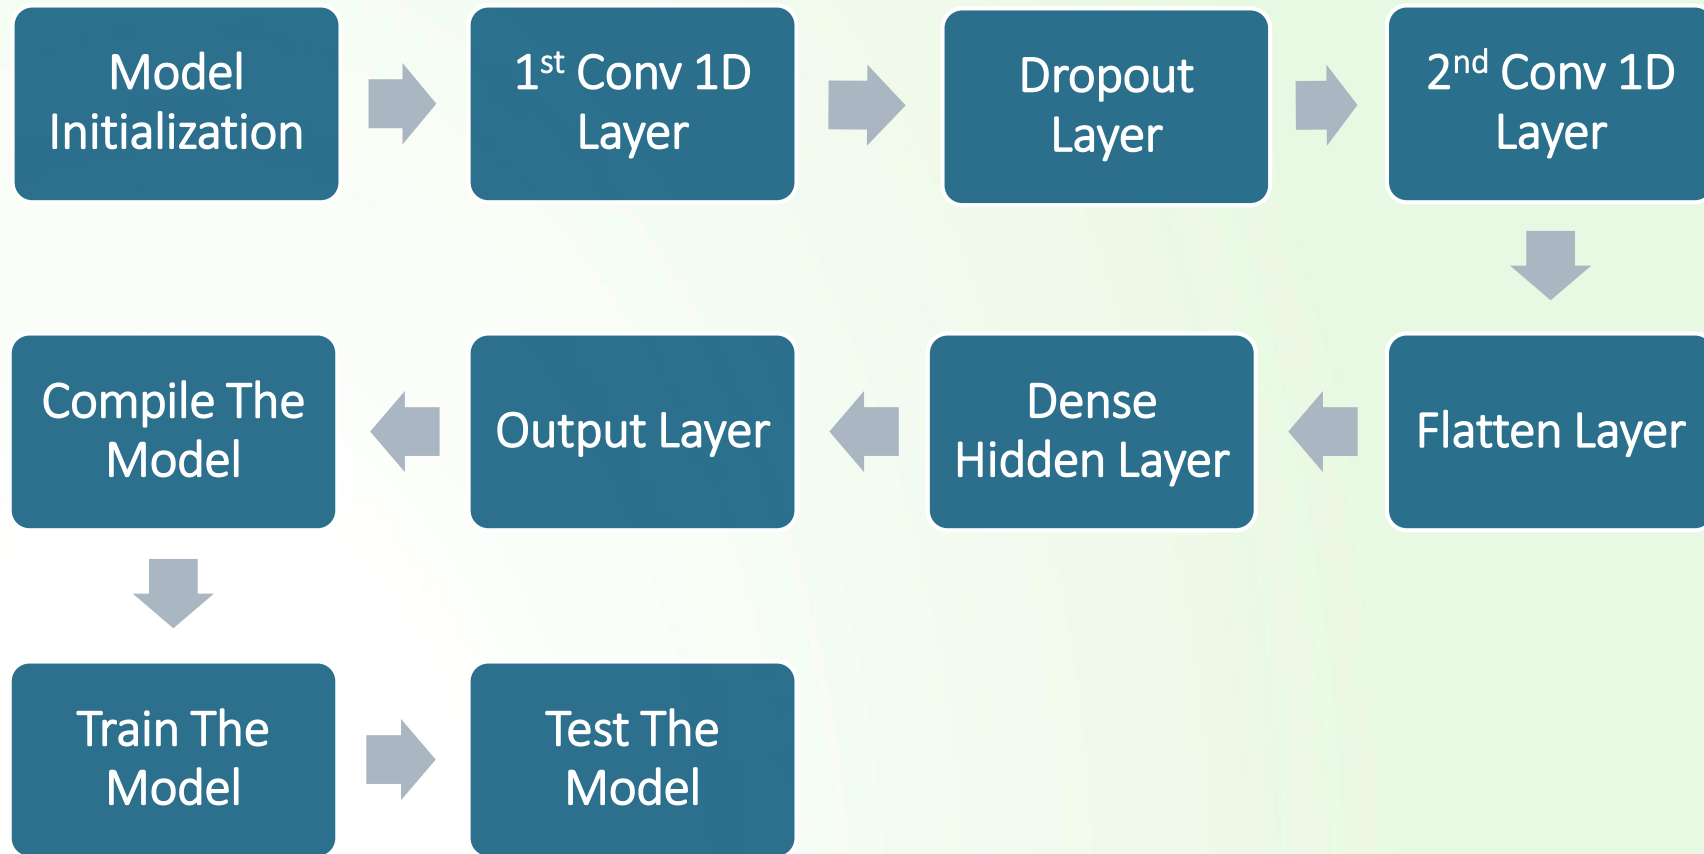 Model
Initialization
1st Conv 1D
Layer
Dropout
Layer
2nd Conv 1D
Layer
Flatten Layer
Dense
Hidden Layer
Output Layer
Compile The
Model
Train The
Model
Test The
Model